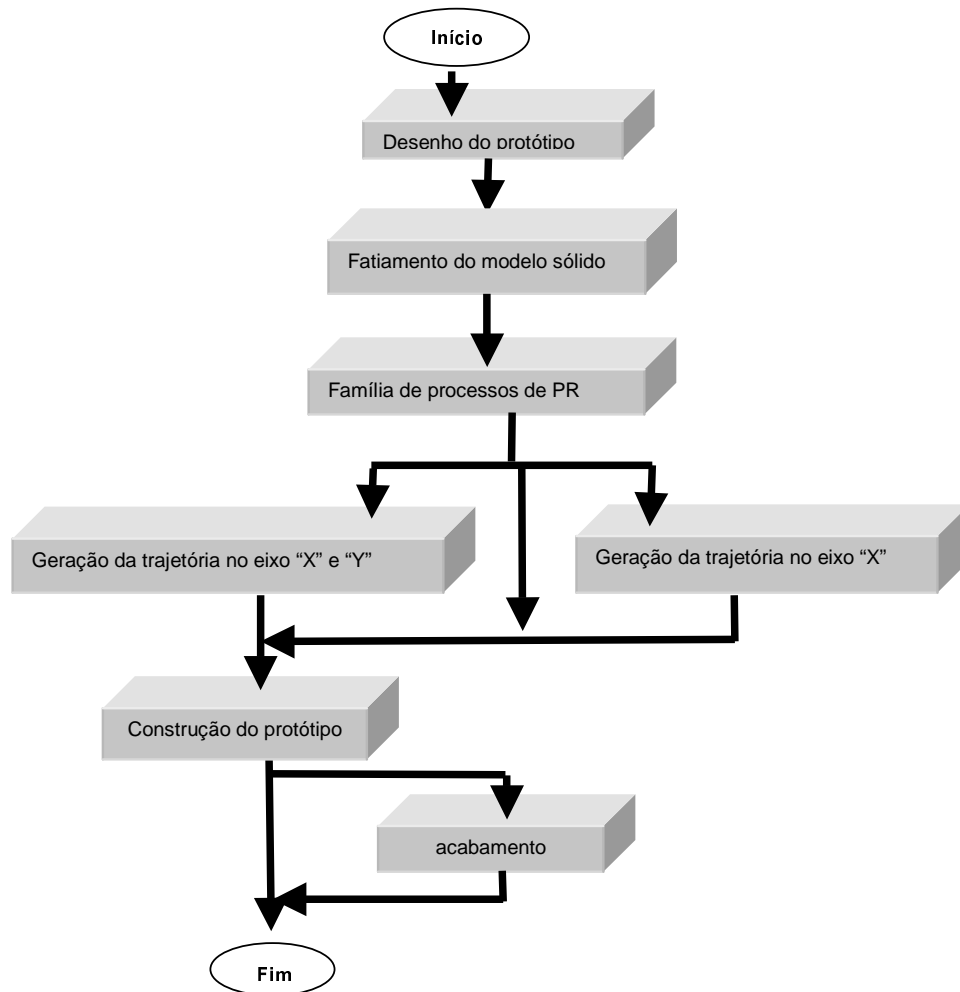 Início
Desenho do protótipo
Fatiamento do modelo sólido
Família de processos de PR
Geração da trajetória no eixo “X” e “Y”
Geração da trajetória no eixo “X”
Construção do protótipo
acabamento
Fim